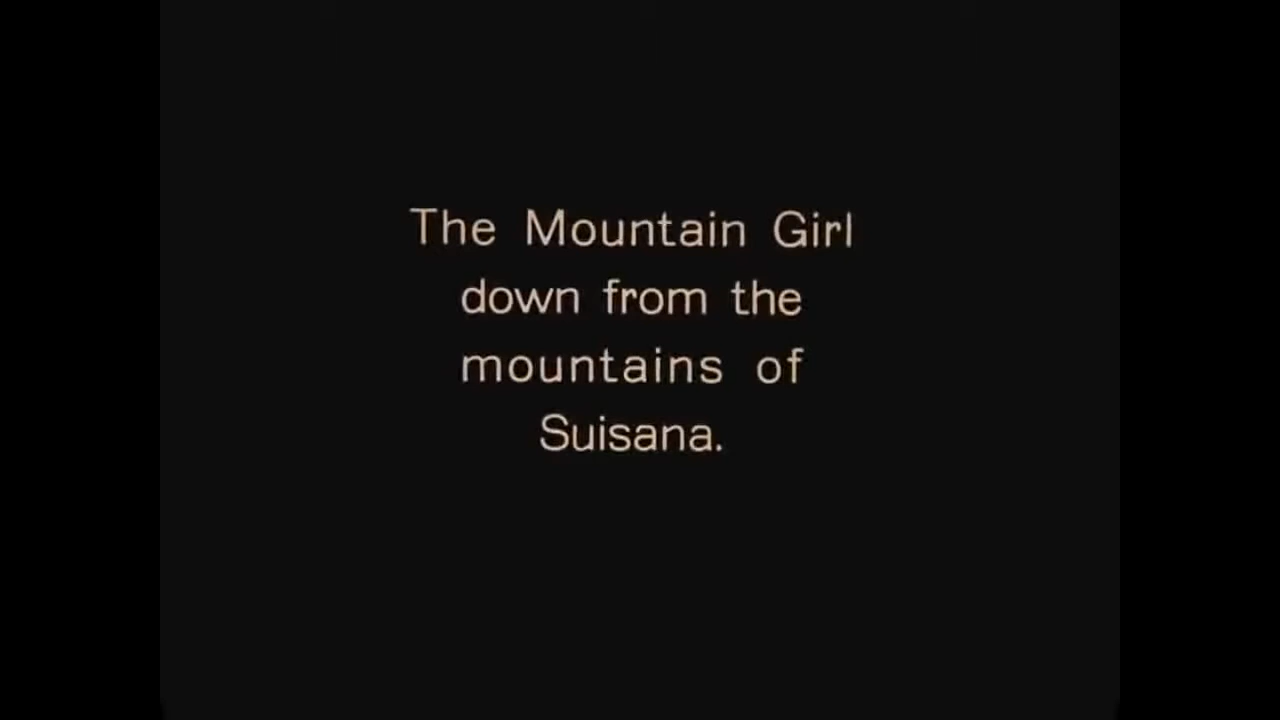 The Mountain Girl
down from the
mountains of
Suisana.